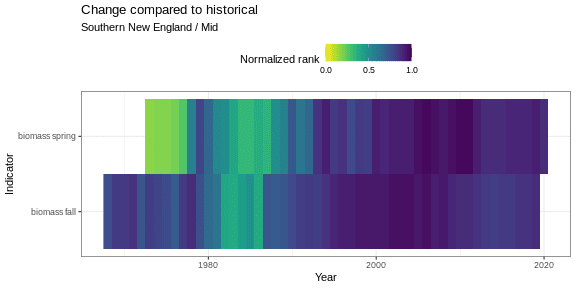 Change compared to historical
Southern New England / Mid
Normalized rank
0.0 0.5 1.0
biomass spring
biomass fall
Indicator
1980 2000 2020
Year